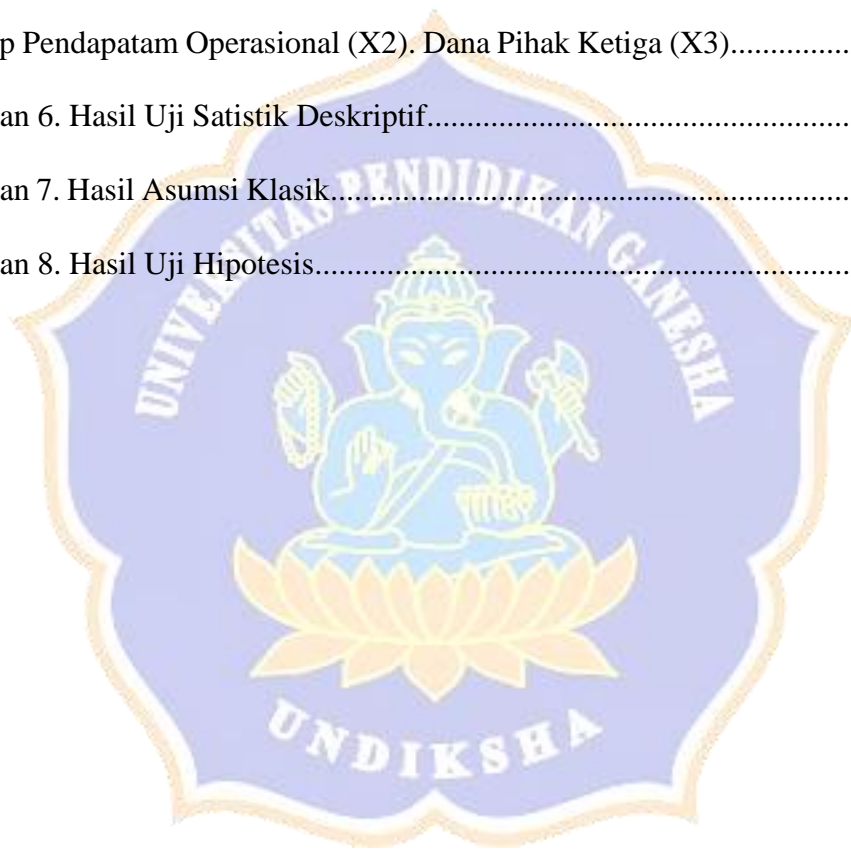 p Pendapatam Operasional (X2). Dana Pihak Ketiga (X3)...............
an 6. Hasil Uji Satistik Deskriptif......................................................
an 7. Hasil Asumsi Klasik..................................................................
an 8. Hasil Uji Hipotesis....................................................................
UNIVERSITAS PENDIDIKAN GANESHA
UNDIKSHA